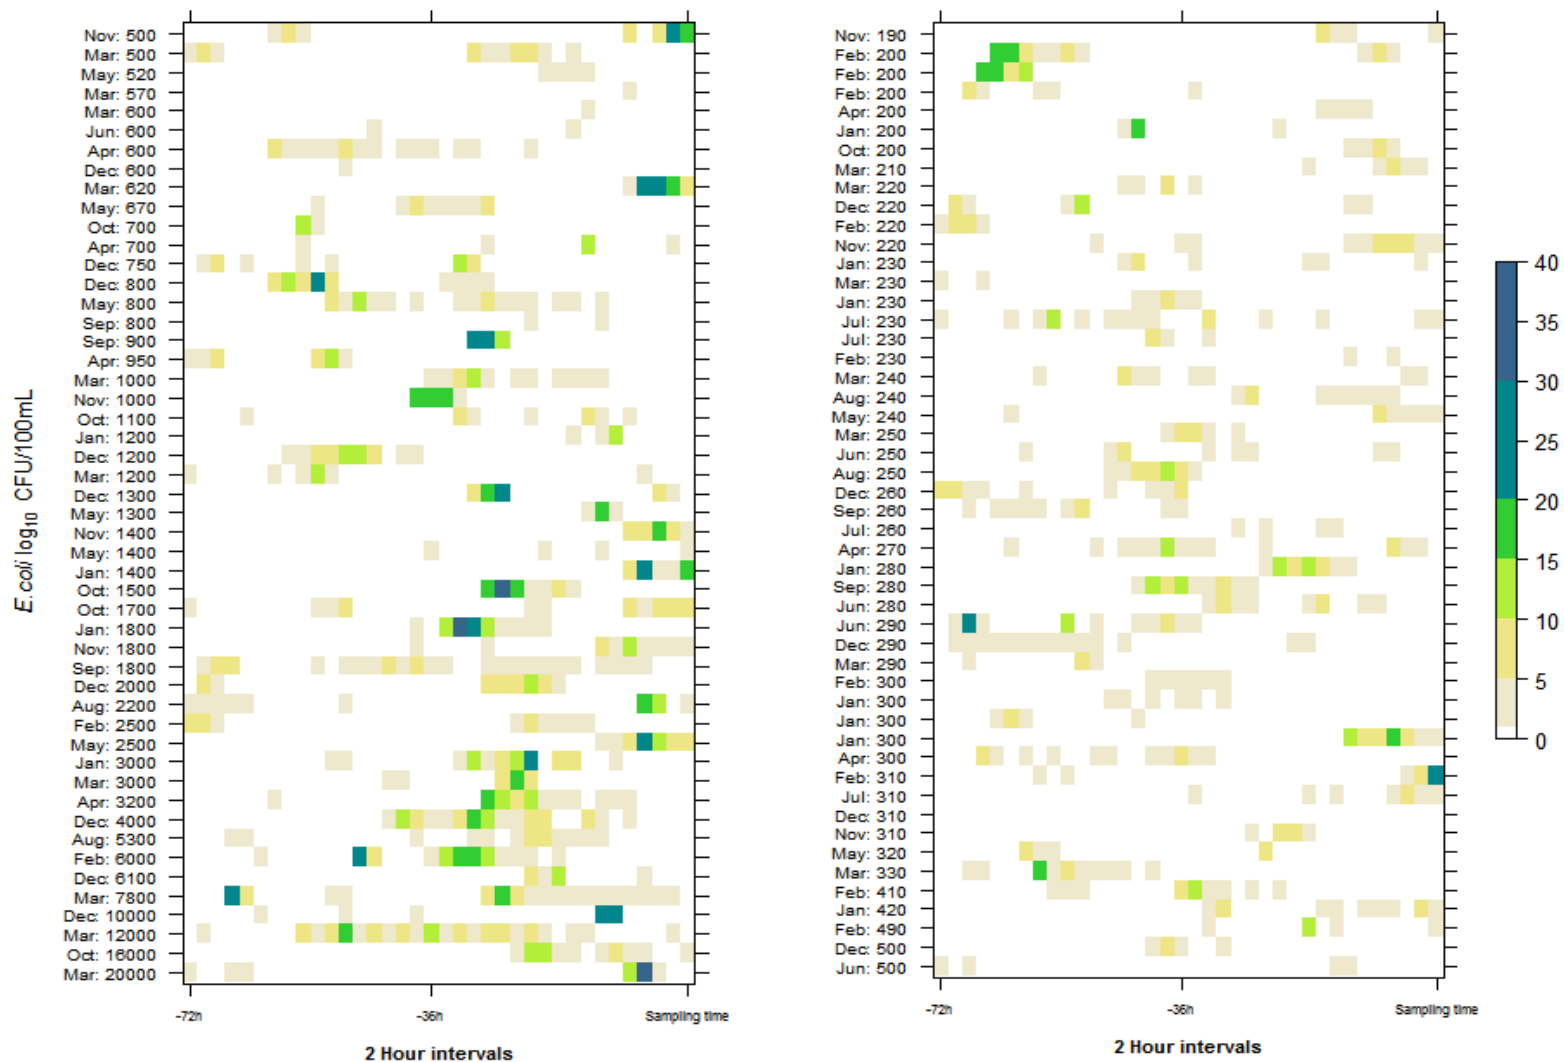 E.coli log10 CFU/100mL
Nov: 500
Mar: 500
May: 520
Mar: 570
Mar: 600
Jun: 600
Apr: 600
Dec: 600
Mar: 620
May: 670
Oct: 700
Apr: 700
Dec: 750
Dec: 800
May: 800
Sep: 800
Sep: 900
Apr: 950
Mar: 1000
Nov: 1000
Oct: 1100
Jan: 1200
Dec: 1200
Mar: 1200
Dec: 1300
May: 1300
Nov: 1400
May: 1400
Jan: 1400
Oct: 1500
Oct: 1700
Jan: 1800
Nov: 1800
Sep: 1800
Dec: 2000
Aug: 2200
Feb: 2500
May: 2500
Jan: 3000
Mar: 3000
Apr: 3200
Dec: 4000
Aug: 5300
Feb: 6000
Dec: 6100
Mar: 7800
Dec: 10000
Mar: 12000
Oct: 16000
Mar: 20000
-72h -36h Sampling time
2 Hour intervals
Nov: 190
Feb: 200
Feb: 200
Feb: 200
Apr: 200
Jan: 200
Oct: 200
Mar: 210
Mar: 220
Dec: 220
Feb: 220
Nov: 220
Jan: 230
Mar: 230
Jan: 230
Jul: 230
Jul: 230
Feb: 230
Mar: 240
Aug: 240
May: 240
Mar: 250
Jun: 250
Aug: 250
Dec: 260
Sep: 260
Jul: 260
Apr: 270
Jan: 280
Sep: 280
Jun: 280
Jun: 290
Dec: 290
Mar: 290
Feb: 300
Jan: 300
Jan: 300
Jan: 300
Apr: 300
Feb: 310
Jul: 310
Dec: 310
Nov: 310
May: 320
Mar: 330
Feb: 410
Jan: 420
Feb: 490
Dec: 500
Jun: 500
-72h -36h Sampling time
2 Hour intervals
40
35
30
25
20
15
10
5
0